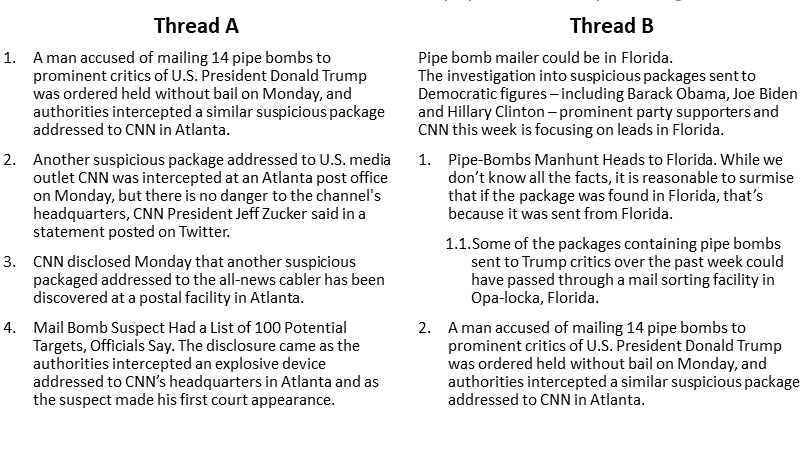 Thread A
1. A man accused of mailing 14 pipe bombs to
prominent critics of U.S. President Donald Trump
was ordered held without bail on Monday, and
authorities intercepted a similar suspicious package
addressed to CNN in Atlanta.
2. Another suspicious package addressed to U.S. media
outlet CNN was intercepted at an Atlanta post office
on Monday, but there is no danger to the channel's
headquarters, CNN President Jeff Zucker said in a
statement posted on Twitter.
3. CNN disclosed Monday that another suspicious
packaged addressed to the all-news cabler has been
discovered at a postal facility in Atlanta.
4. Mail Bomb Suspect Had a List of 100 Potential
Targets, Officials Say. The disclosure came as the
authorities intercepted an explosive device
addressed to CNN’s headquarters in Atlanta and as
the suspect made his first court appearance.
Thread B
Pipe bomb mailer could be in Florida.
The investigation into suspicious packages sent to
Democratic figures – including Barack Obama, Joe Biden
and Hillary Clinton – prominent party supporters and
CNN this week is focusing on leads in Florida.
1. Pipe-Bombs Manhunt Heads to Florida. While we
don’t know all the facts, it is reasonable to surmise
that if the package was found in Florida, that’s
because it was sent from Florida.
1.1. Some of the packages containing pipe bombs
sent to Trump critics over the past week could
have passed through a mail sorting facility in
Opa-locka, Florida.
2. A man accused of mailing 14 pipe bombs to
prominent critics of U.S. President Donald Trump
was ordered held without bail on Monday, and
authorities intercepted a similar suspicious package
addressed to CNN in Atlanta.